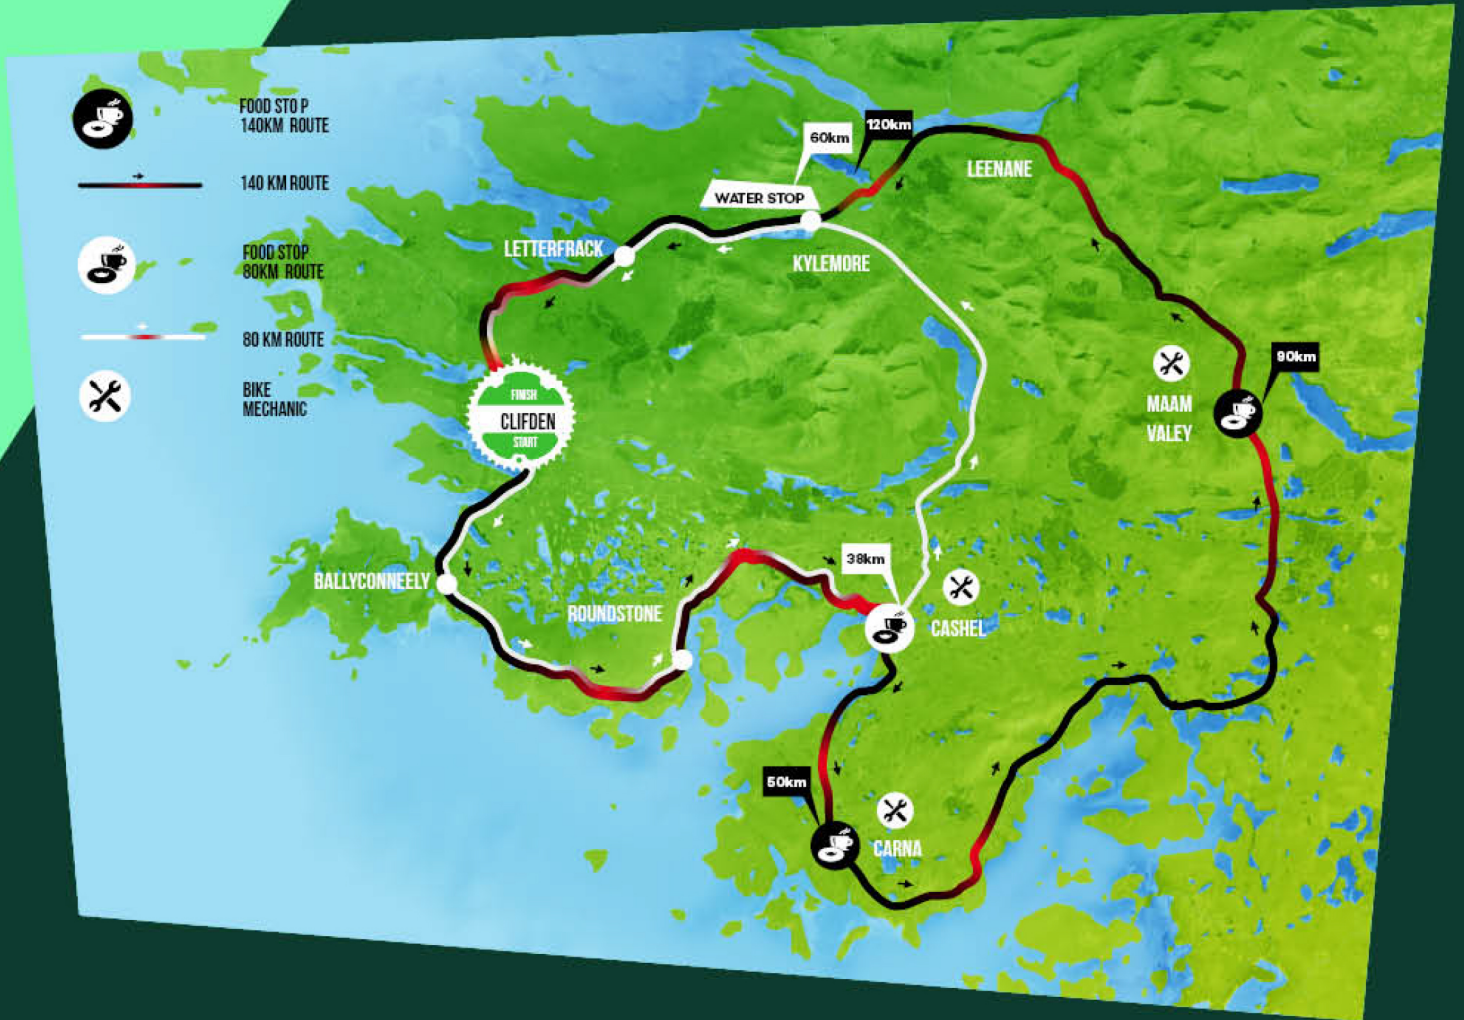 FOOD STO P
140KM ROUTE
140 KM ROUTE
FOOD STOP
80KM ROUTE
80 KM ROUTE
BIKE
MECHANIC
60km
120km
WATER STOP
LEENANE
LETTERFRACK
KYLEMORE
90km
MAAM
VALEY
FINISH
CLIFDEN
START
38km
BALLYCONNEELY
ROUNDSTONE
CASHEL
50km
CARNA